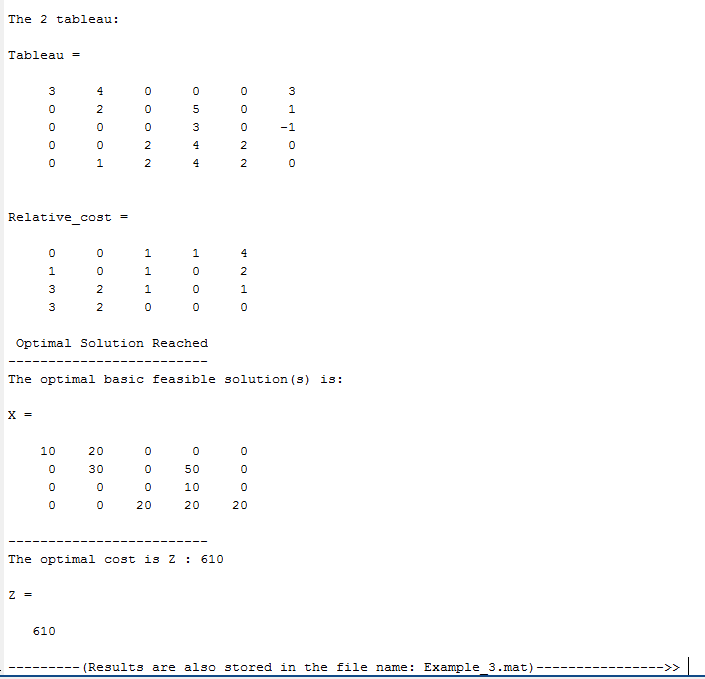 The 2 tableau:
Tableau =
3 4 0 0 0 3
0 2 0 5 0 1
0 0 0 3 0 -1
0 0 2 4 2 0
0 1 2 4 2 0
Relative_cost =
0 0 1 1 4
1 0 1 0 2
3 2 1 0 1
3 2 0 0 0
Optimal Solution Reached
-------------------------
The optimal basic feasible solution(s) is:
X =
10 20 0 0 0
0 30 0 50 0
0 0 0 10 0
0 0 20 20 20
-------------------------
The optimal cost is Z : 610
Z =
610
---------(Results are also stored in the file name: Example_3.mat)---------------->>